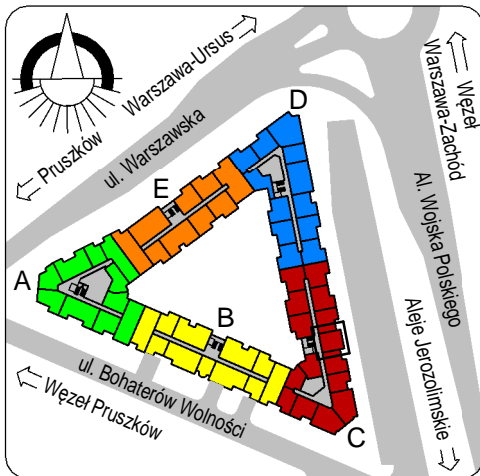 Warszawa-Ursus
Pruszków
ul. Warszawska
Węzeł
Warszawa-Zachód
D
E
A
B
C
Al. Wojska Polskiego
Aleje Jerozolimskie
ul. Bohaterów Wolności
Węzeł Pruszków